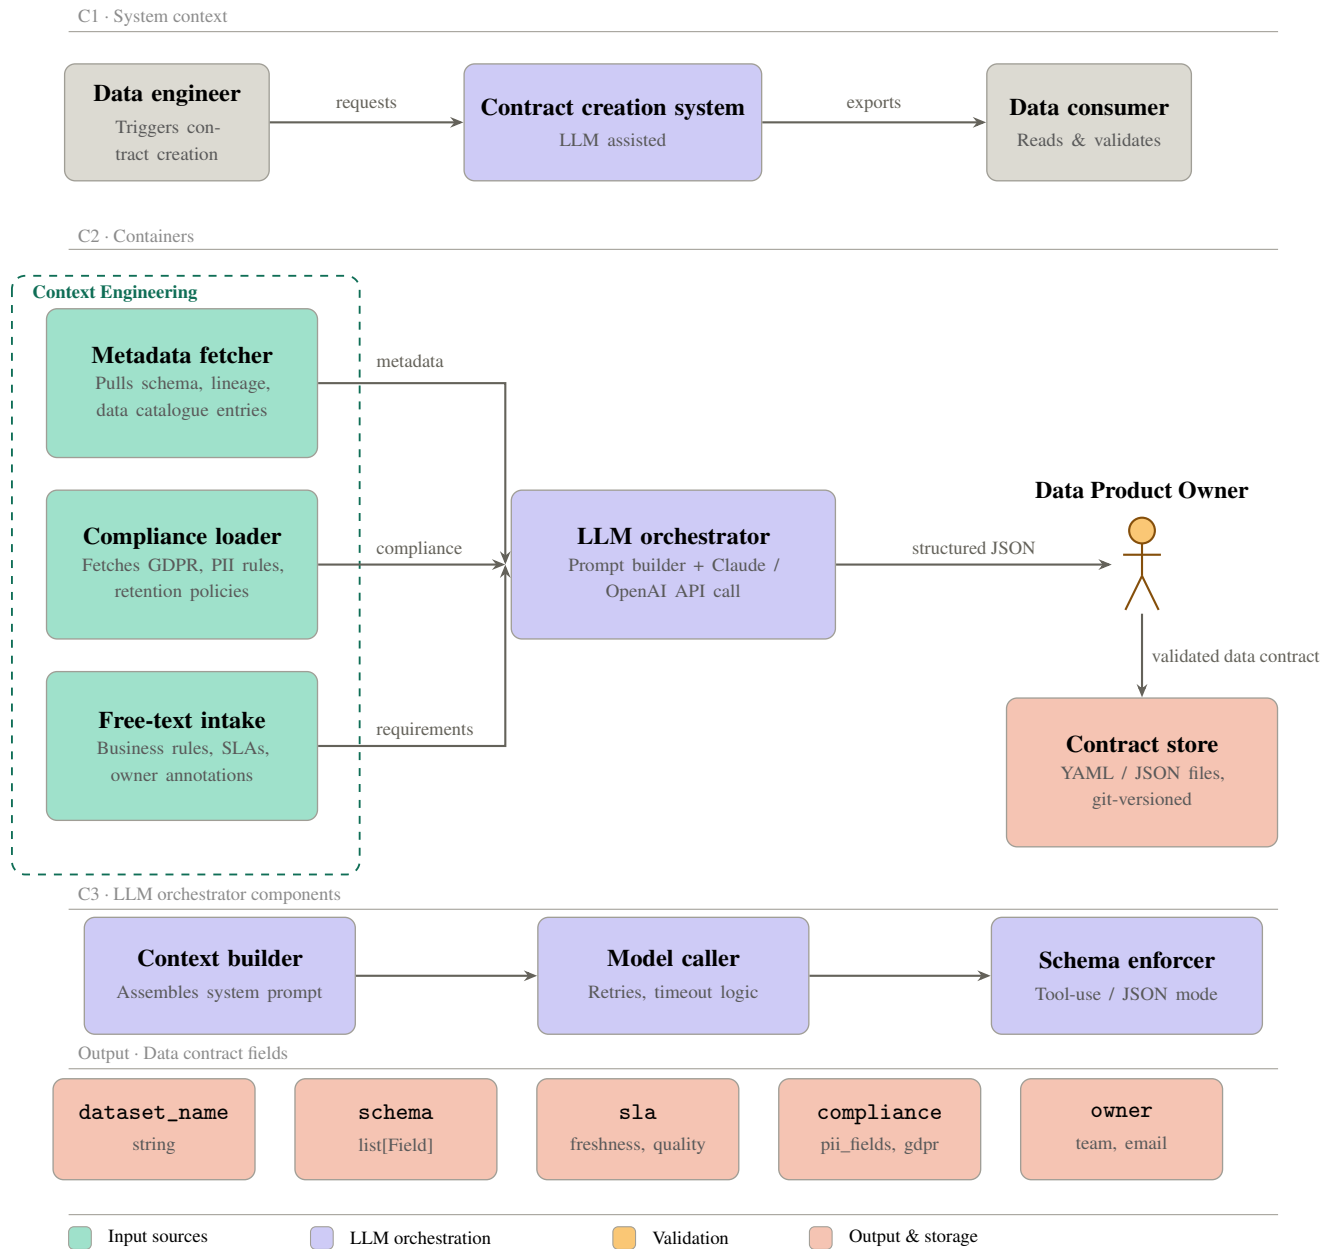 C1 · System context
Data engineer
Triggers con-
tract creation
requests
Contract creation system
LLM assisted
exports
Data consumer
Reads & validates
C2 · Containers
Context Engineering
Metadata fetcher
Pulls schema, lineage,
data catalogue entries
metadata
Compliance loader
Fetches GDPR, PII rules,
retention policies
compliance
Free-text intake
Business rules, SLAs,
owner annotations
requirements
LLM orchestrator
Prompt builder + Claude /
OpenAI API call
structured JSON
Data Product Owner
validated data contract
Contract store
YAML / JSON files,
git-versioned
C3 · LLM orchestrator components
Context builder
Assembles system prompt
Model caller
Retries, timeout logic
Schema enforcer
Tool-use / JSON mode
Output · Data contract fields
dataset_name
string
schema
list[Field]
sla
freshness, quality
compliance
pii_fields, gdpr
owner
team, email
Input sources
LLM orchestration
Validation
Output & storage